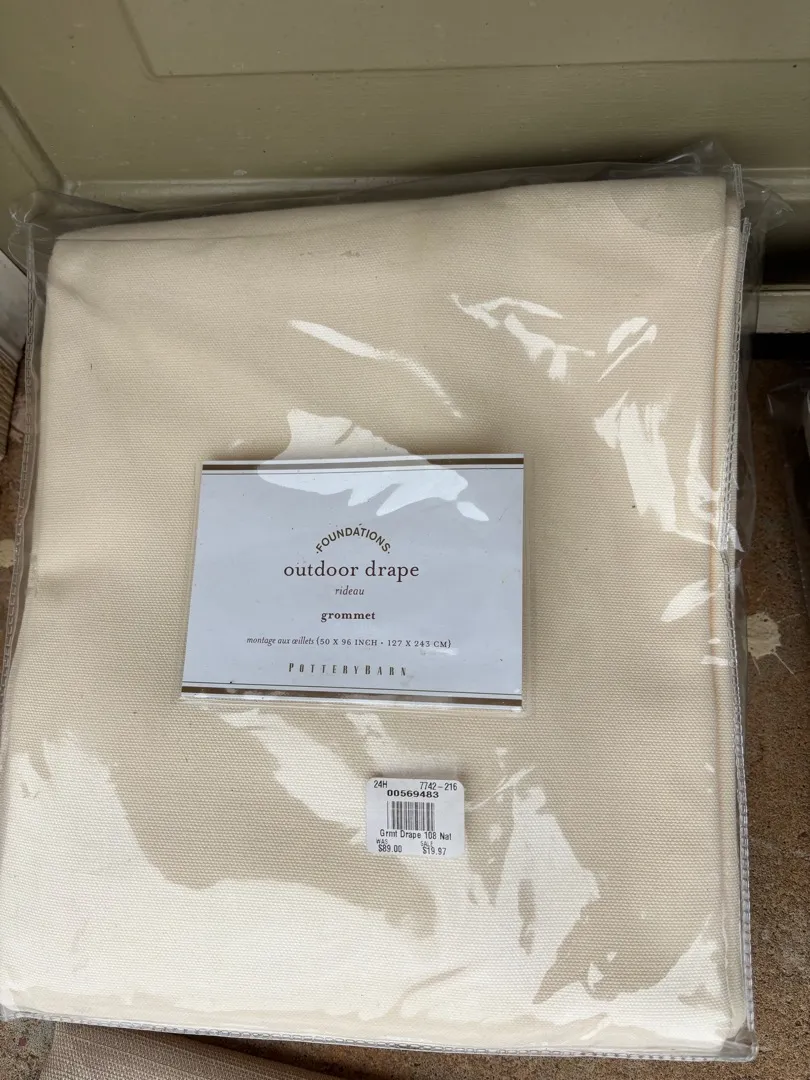 ·FOUNDATIONS·
outdoor drape
rideau
grommet
montage aux œillets (50 X 96 INCH · 127 X 243 CM)
POTTERYBARN
24H 7742-216
00569483
Grmt Drape 108 Nat
WAS SALE
$89.00 $19.97